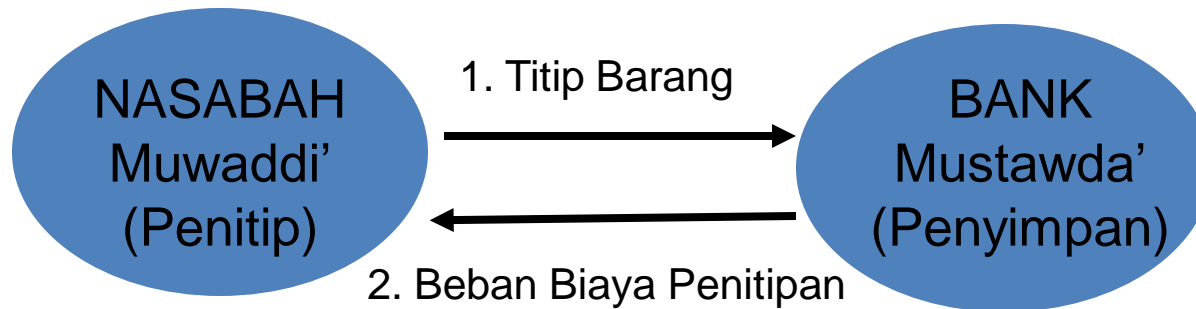 NASABAH
Muwaddi’
(Penitip)
1. Titip Barang
2. Beban Biaya Penitipan
BANK
Mustawda’
(Penyimpan)